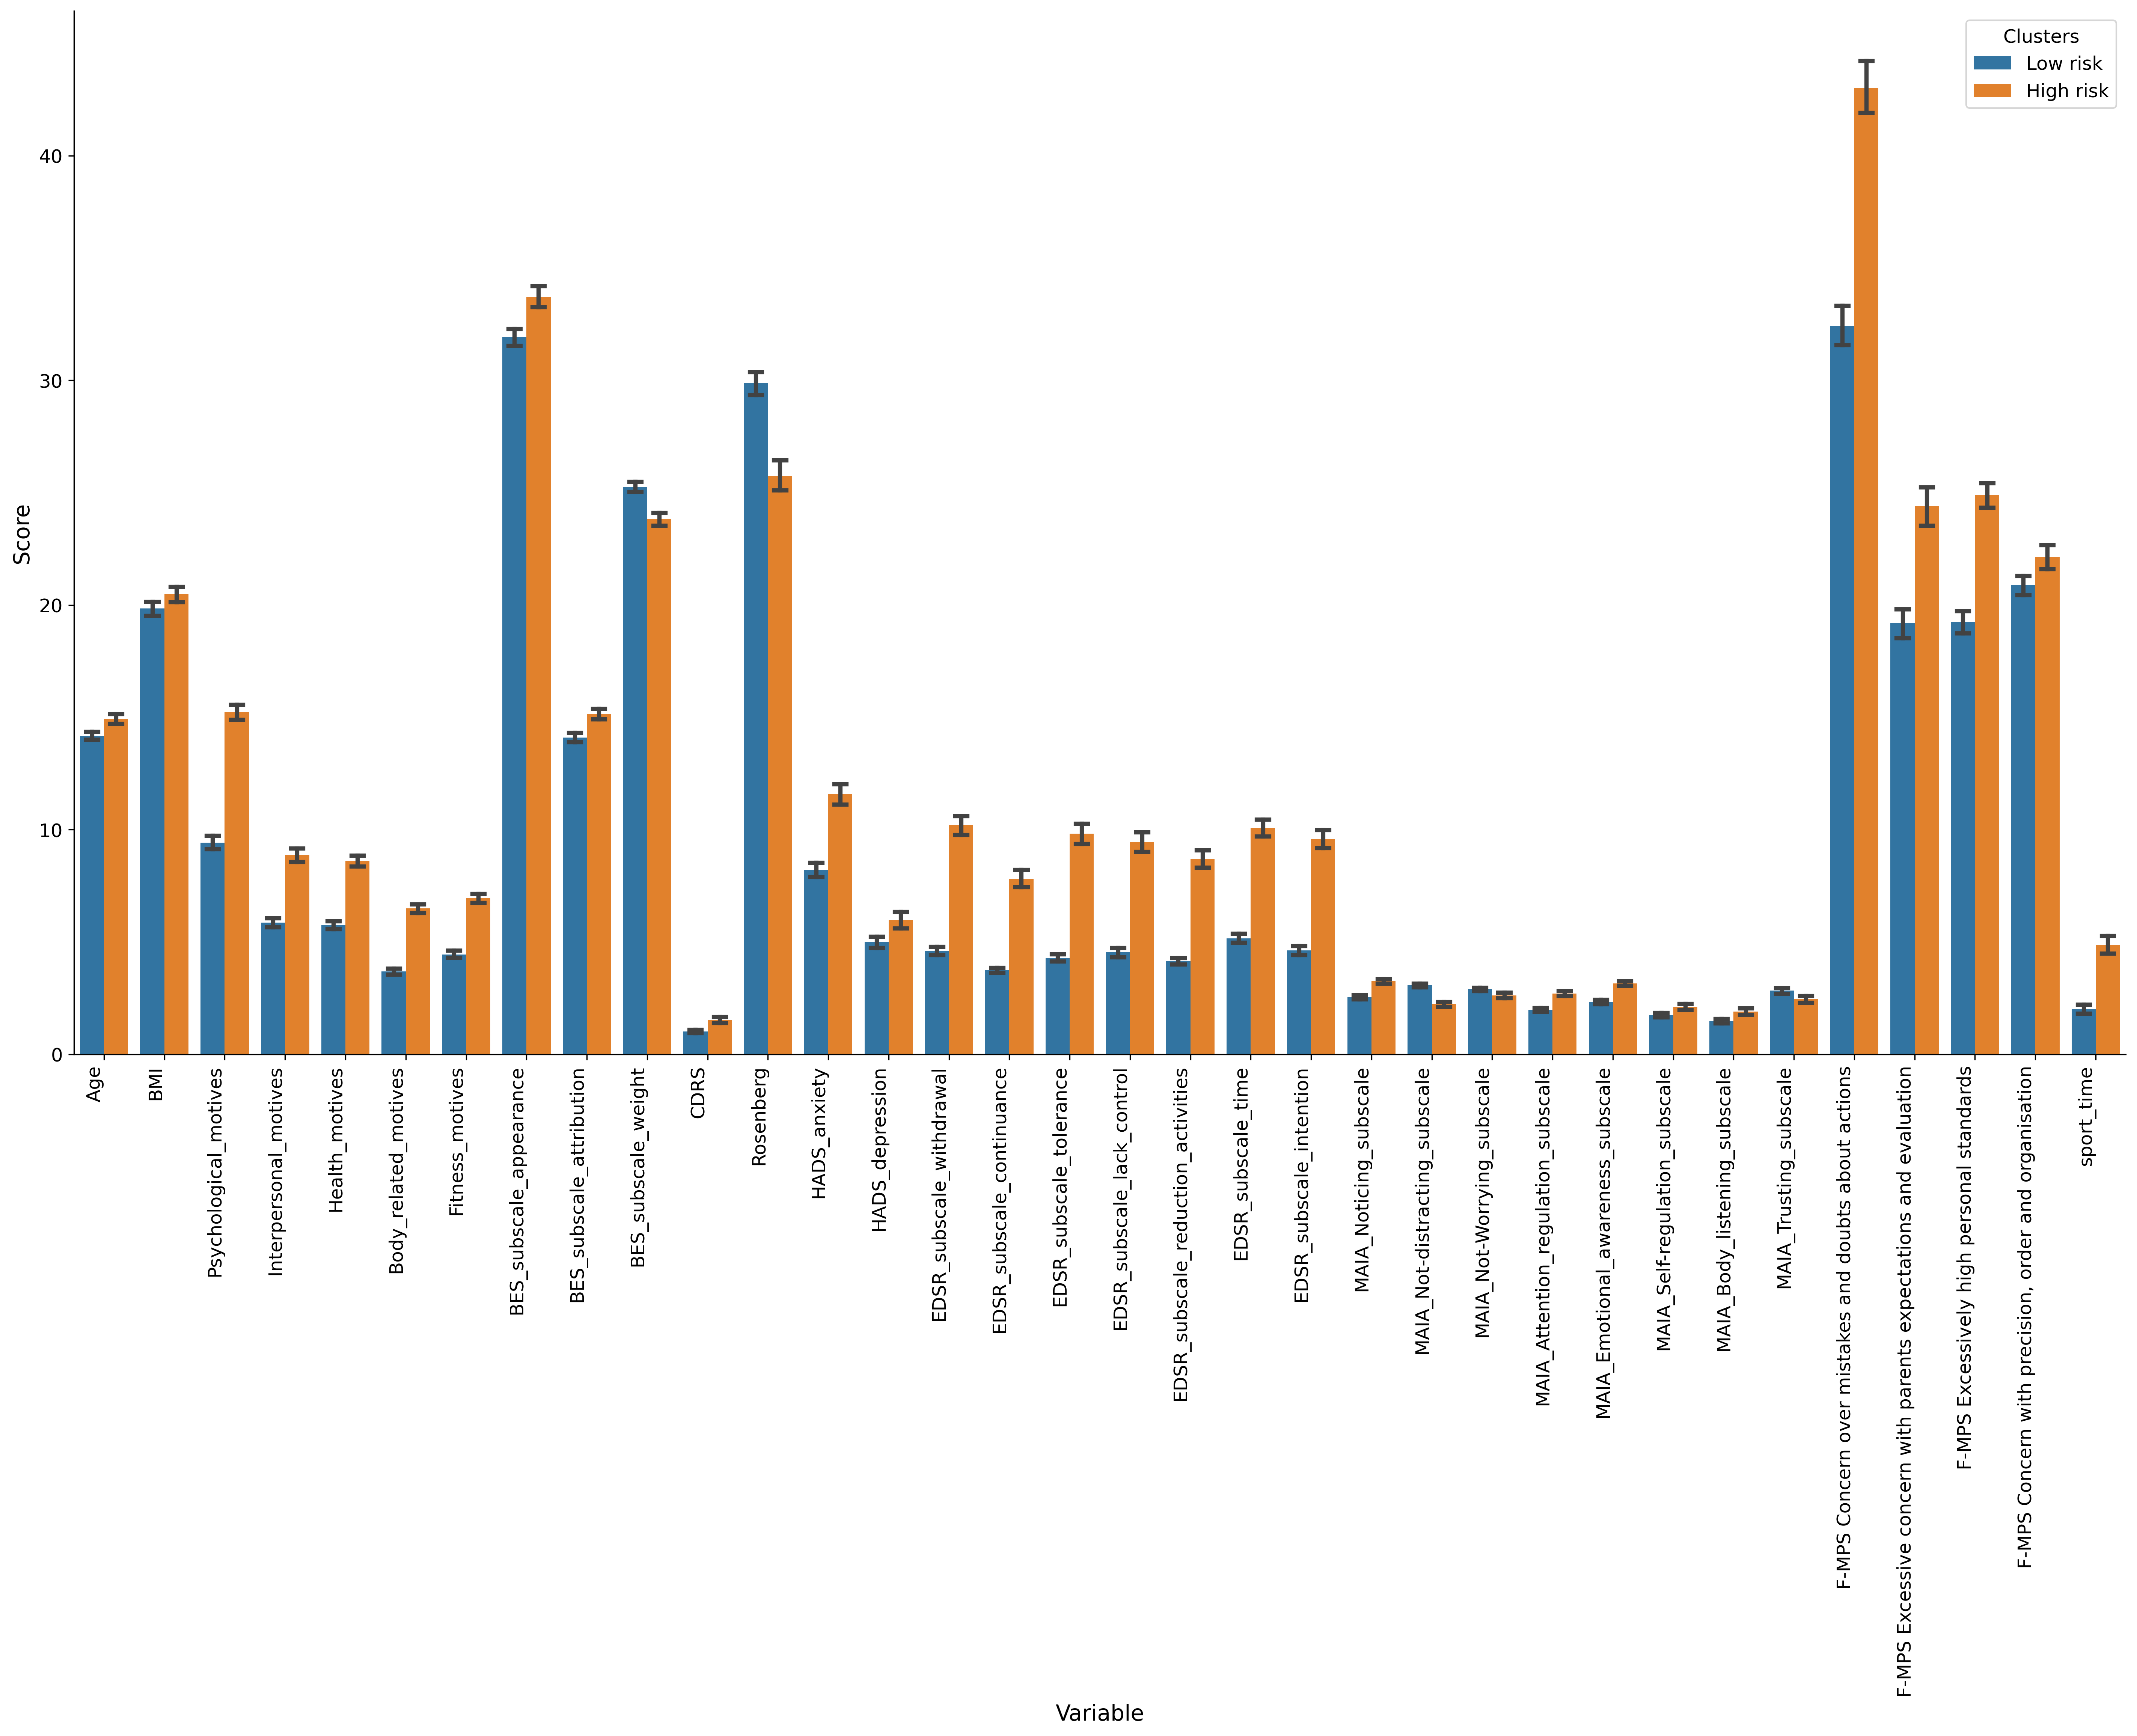 Clusters
Low risk
High risk
Score
40
30
20
10
0
Age
BMI
Psychological_motives
Interpersonal_motives
Health_motives
Body_related_motives
Fitness_motives
BES_subscale_appearance
BES_subscale_attribution
BES_subscale_weight
CDRS
Rosenberg
HADS_anxiety
HADS_depression
EDSR_subscale_withdrawal
EDSR_subscale_continuance
EDSR_subscale_tolerance
EDSR_subscale_lack_control
EDSR_subscale_reduction_activities
EDSR_subscale_time
EDSR_subscale_intention
MAIA_Noticing_subscale
MAIA_Not-distracting_subscale
MAIA_Not-Worrying_subscale
MAIA_Attention_regulation_subscale
MAIA_Emotional_awareness_subscale
MAIA_Self-regulation_subscale
MAIA_Body_listening_subscale
MAIA_Trusting_subscale
F-MPS Concern over mistakes and doubts about actions
F-MPS Excessive concern with parents expectations and evaluation
F-MPS Excessively high personal standards
F-MPS Concern with precision, order and organisation
sport_time
Variable